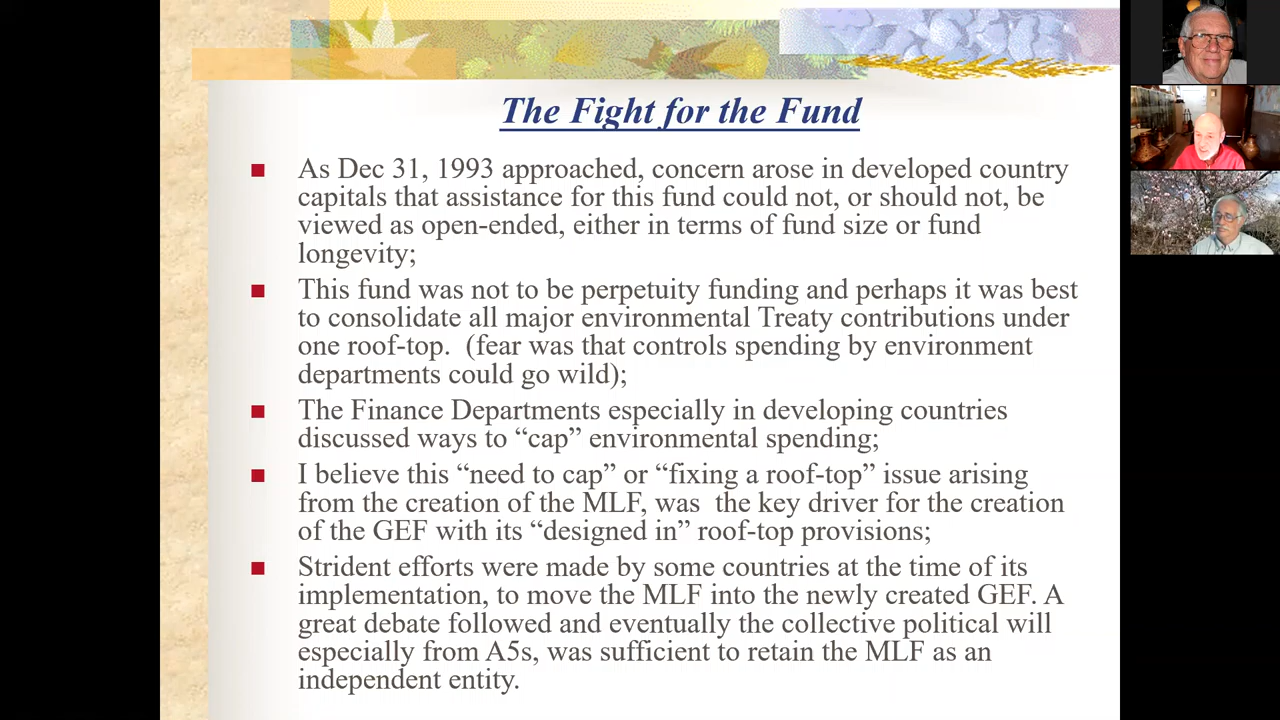 The Fight for the Fund
As Dec 31, 1993 approached, concern arose in developed country
capitals that assistance for this fund could not, or should not, be
viewed as open-ended, either in terms of fund size or fund
longevity;
This fund was not to be perpetuity funding and perhaps it was best
to consolidate all major environmental Treaty contributions under
one roof-top.  (fear was that controls spending by environment
departments could go wild);
The Finance Departments especially in developing countries
discussed ways to “cap” environmental spending;
I believe this “need to cap” or “fixing a roof-top” issue arising
from the creation of the MLF, was  the key driver for the creation
of the GEF with its “designed in” roof-top provisions;
Strident efforts were made by some countries at the time of its
implementation, to move the MLF into the newly created GEF. A
great debate followed and eventually the collective political will
especially from A5s, was sufficient to retain the MLF as an
independent entity.